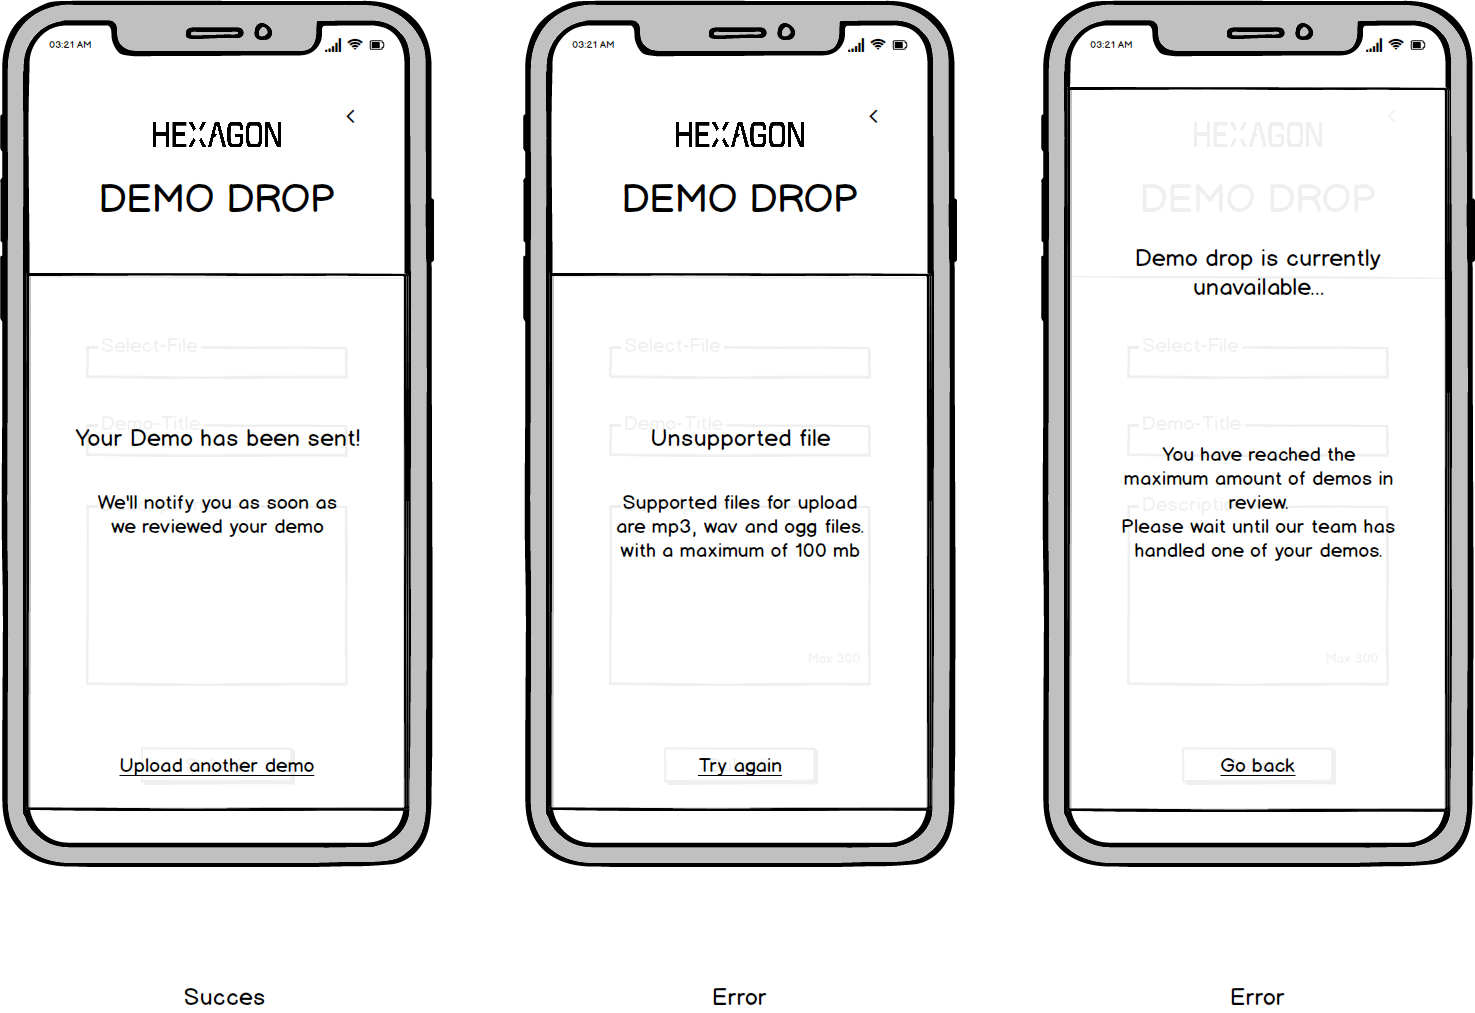 03:21 AM
HEXAGON
DEMO DROP
Select-File
Demo-Title
Your Demo has been sent!
We'll notify you as soon as
we reviewed your demo
Upload another demo
Succes
03:21 AM
HEXAGON
DEMO DROP
Select-File
Demo-Title
Unsupported file
Supported files for upload
are mp3, wav and ogg files.
with a maximum of 100 mb
Max 300
Try again
Error
03:21 AM
HEXAGON
DEMO DROP
Demo drop is currently
unavailable...
Select-File
Demo-Title
You have reached the
maximum amount of demos in
review.
Description
Please wait until our team has
handled one of your demos.
Max 300
Go back
Error